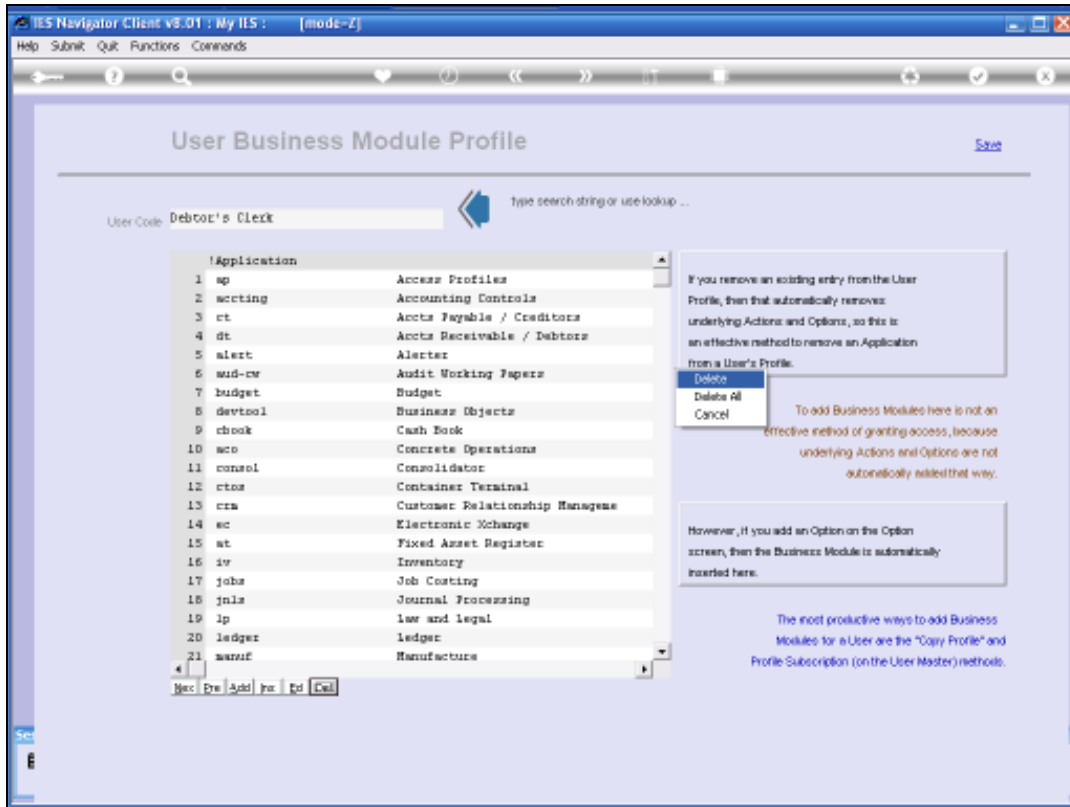 IES Navigator Client v8.01 : My IES : [mode-Z]
Help Submit Quit Functions Commands
User Business Module Profile
Save
User Code Debtor's Clerk
type search string or use lookup ...
!Application
1 ap Access Profiles
2 accting Accounting Controls
3 ct Accts Payable / Creditors
4 dt Accts Receivable / Debtors
5 alert Alerter
6 aud-cw Audit Working Papers
7 budget Budget
8 devtool Business Objects
9 cbook Cash Book
10 aco Concrete Operations
11 consol Consolidator
12 ctos Container Terminal
13 crm Customer Relationship Manageme
14 ec Electronic Xchange
15 at Fixed Asset Register
16 iv Inventory
17 jobs Job Costing
18 jnls Journal Processing
19 lp law and legal
20 ledger ledger
21 manuf Manufacture
Nex Pre Add Ins Ed Del
If you remove an existing entry from the User
Profile, then that automatically removes
underlying Actions and Options, so this is
an effective method to remove an Application
from a User's Profile.
Delete
Delete All
Cancel
To add Business Modules here is not an
effective method of granting access, because
underlying Actions and Options are not
automatically added that way.
However, if you add an Option on the Option
screen, then the Business Module is automatically
inserted here.
The most productive ways to add Business
Modules for a User are the "Copy Profile" and
Profile Subscription (on the User Master) methods.